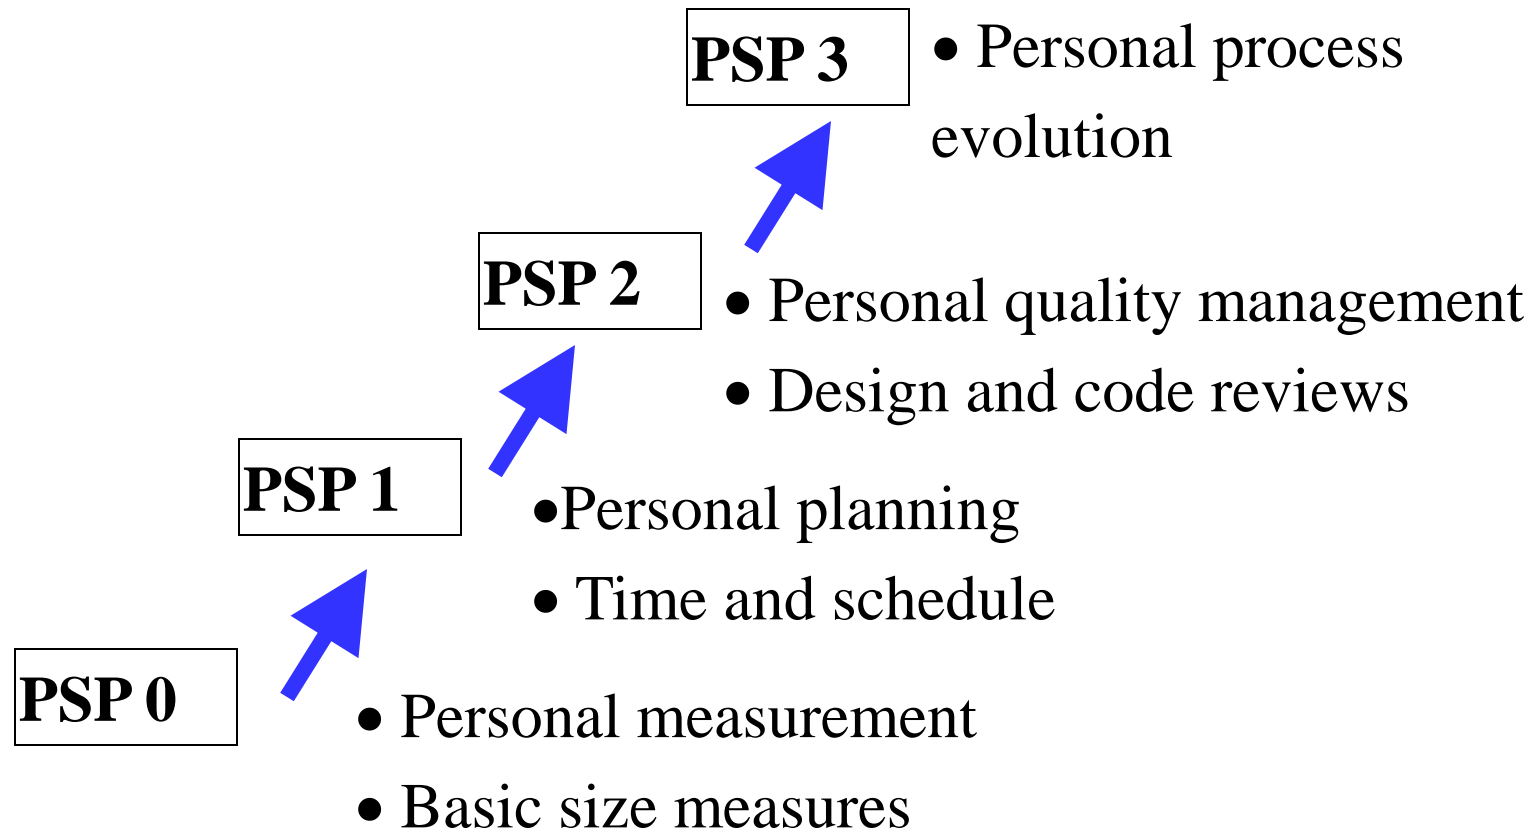 PSP 3
• Personal process
evolution
PSP 2
• Personal quality management
• Design and code reviews
PSP 1
•Personal planning
• Time and schedule
PSP 0
• Personal measurement
• Basic size measures